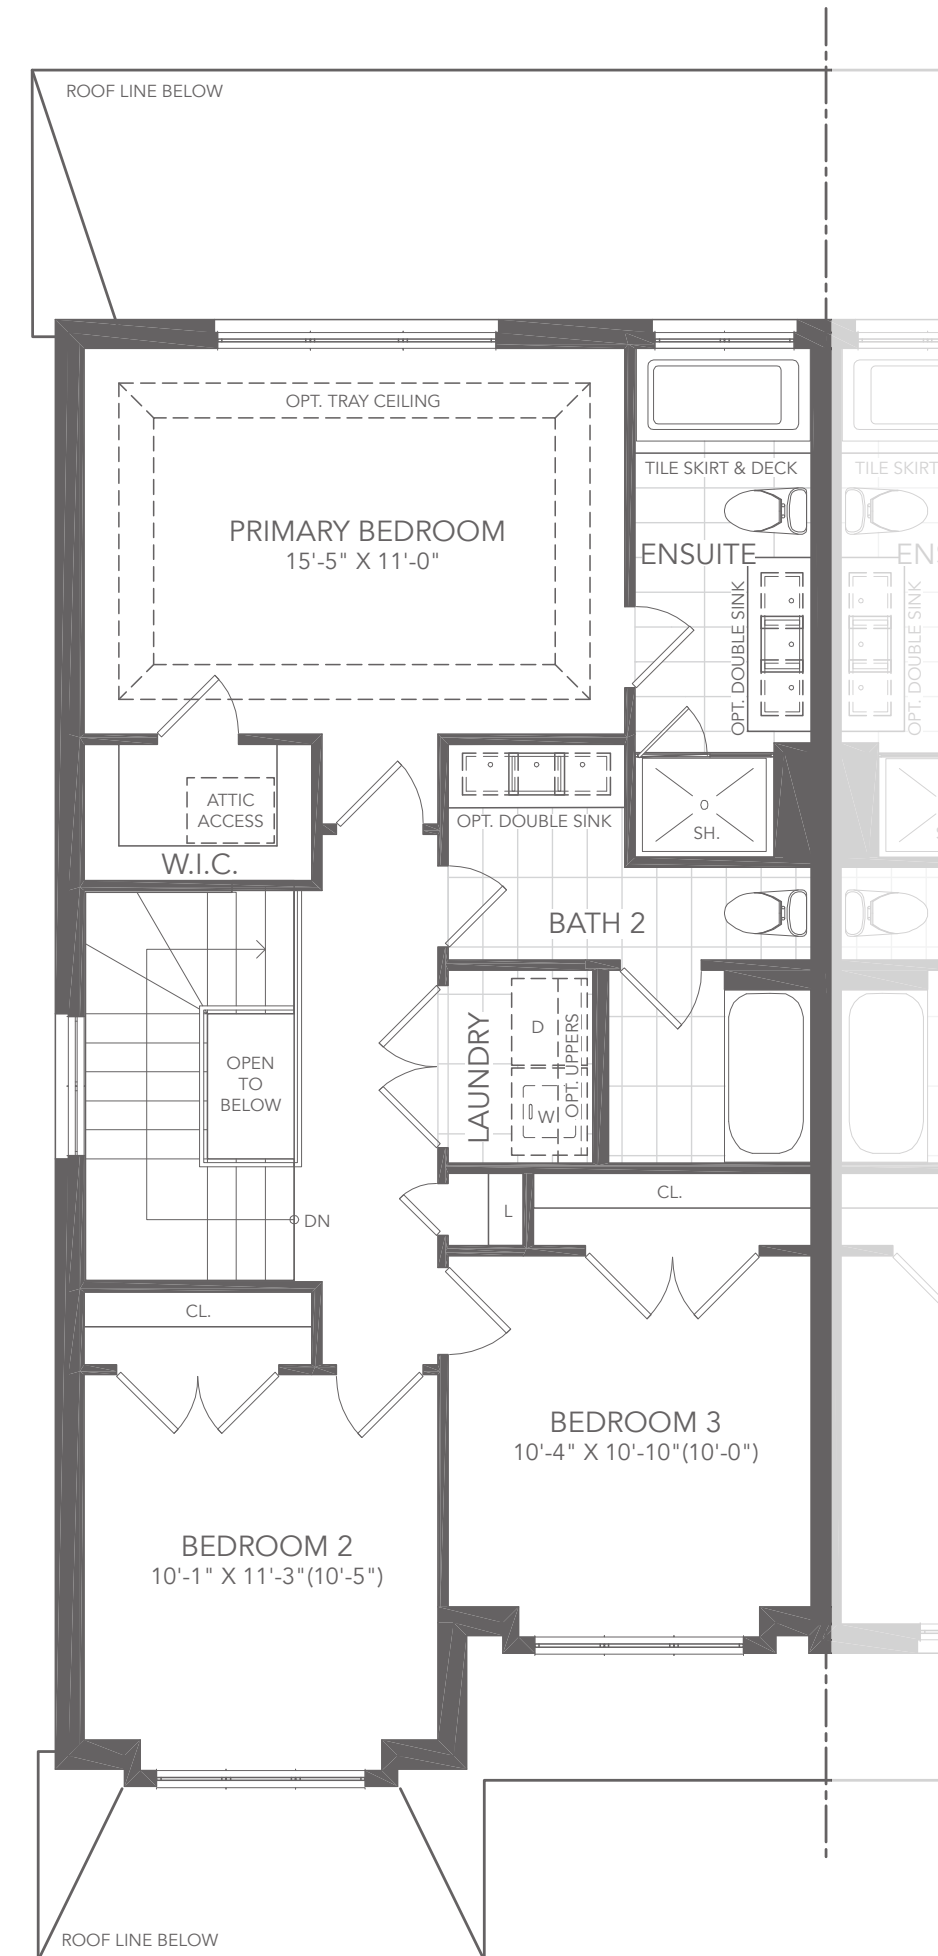 ROOF LINE BELOW
OPT. TRAY CEILING
PRIMARY BEDROOM
15'-5" X 11'-0"
TILE SKIRT & DECK
TILE SKIRT
ENSUITE
EN
OPT. DOUBLE SINK
OPT. DOUBLE SINK
ATTIC
ACCESS
W.I.C.
OPT. DOUBLE SINK
SH.
BATH 2
LAUNDRY
D
W
OPT. UPPERS
OPEN
TO
BELOW
DN
L
CL.
CL.
BEDROOM 3
10'-4" X 10'-10"(10'-0")
BEDROOM 2
10'-1" X 11'-3"(10'-5")
ROOF LINE BELOW